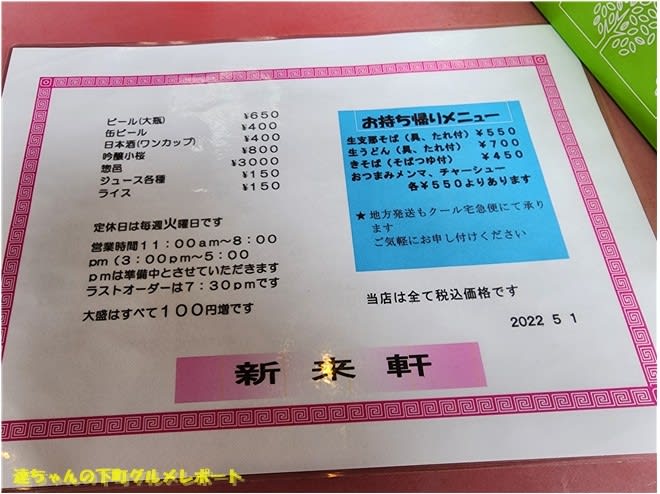 ビール(大瓶) ¥650
缶ビール ¥400
日本酒(ワンカップ) ¥400
吟醸小桜 ¥800
惣邑 ¥3000
ジュース各種 ¥150
ライス ¥150
定休日は毎週火曜日です
営業時間11:00am~8:00
pm(3:00pm~5:00
pmは準備中とさせていただきます
ラストオーダーは7:30pmです
大盛はすべて100円増です
お持ち帰りメニュー
生支那そば(具、たれ付)¥550
生うどん(具、たれ付) ¥700
きそば(そばつゆ付) ¥450
おつまみメンマ、チャーシュー
各¥550よりあります
★地方発送もクール宅急便にて承り
ます
ご気軽にお申し付けください
当店は全て税込価格です
2022 5 1
新来軒
達ちゃんの下町グルメレポート